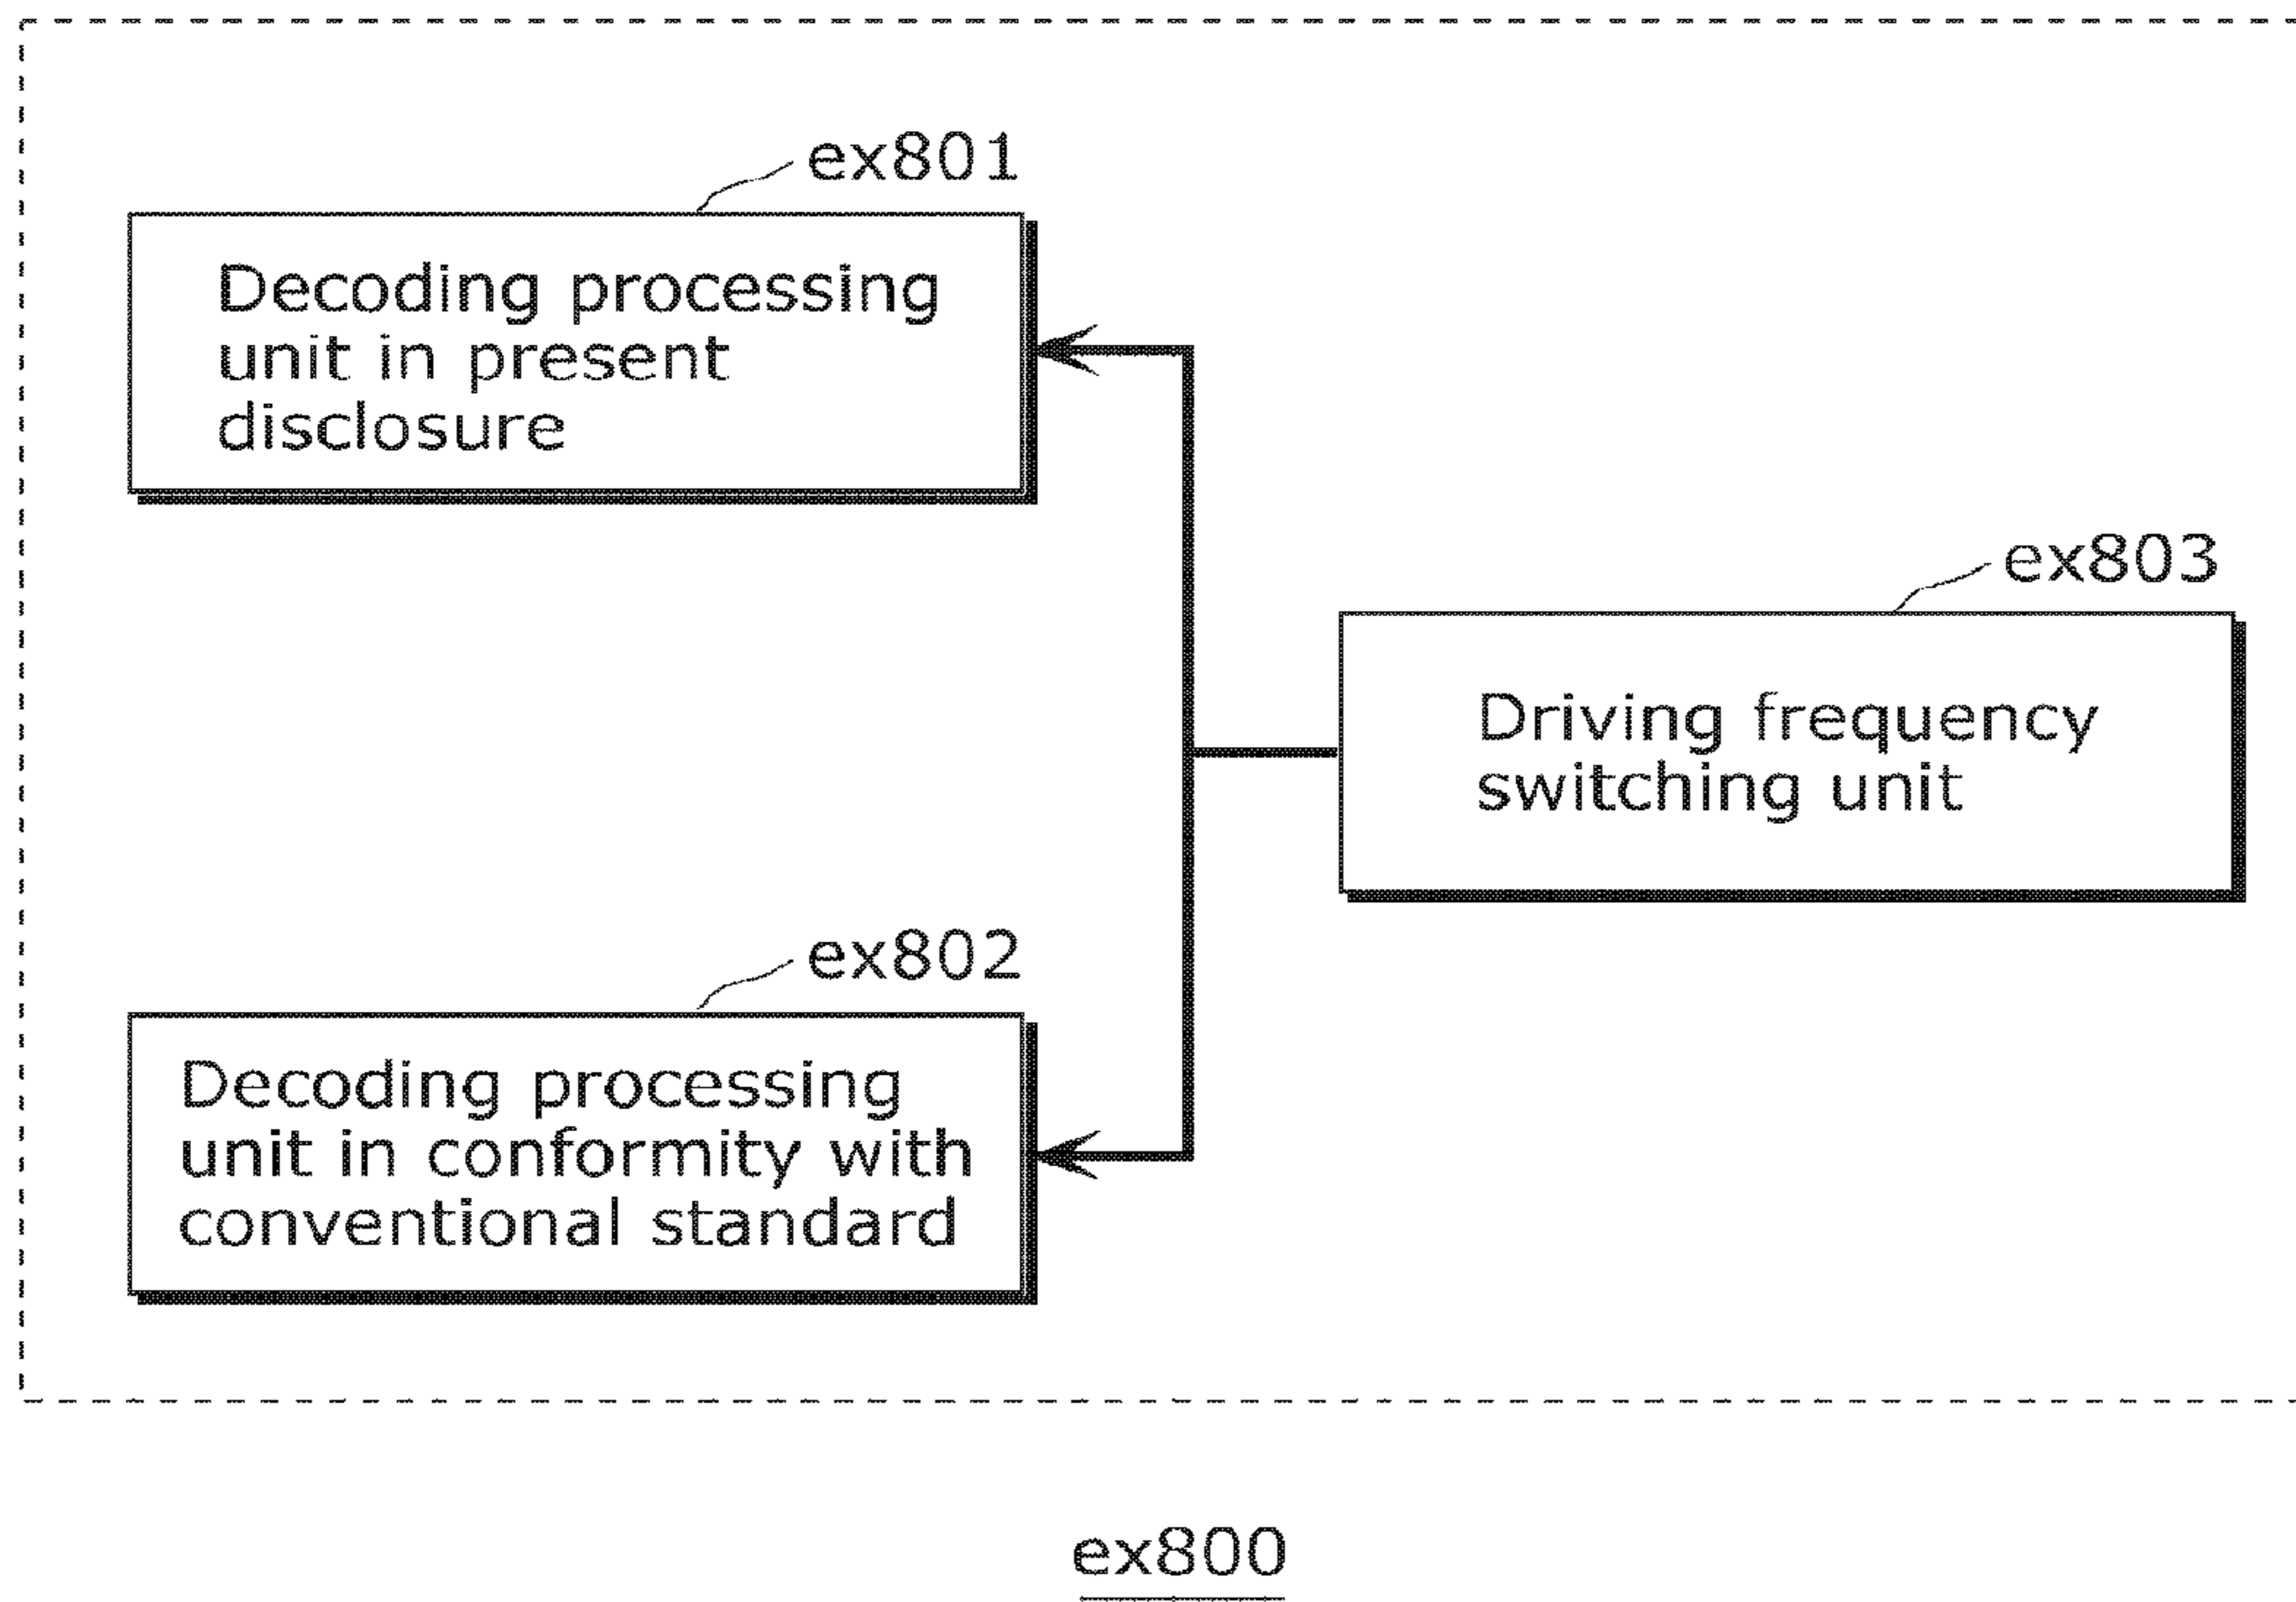 ex801
Decoding processing
unit in present
disclosure
ex803
Driving frequency
switching unit
ex802
Decoding processing
unit in conformity with
conventional standard
ex800